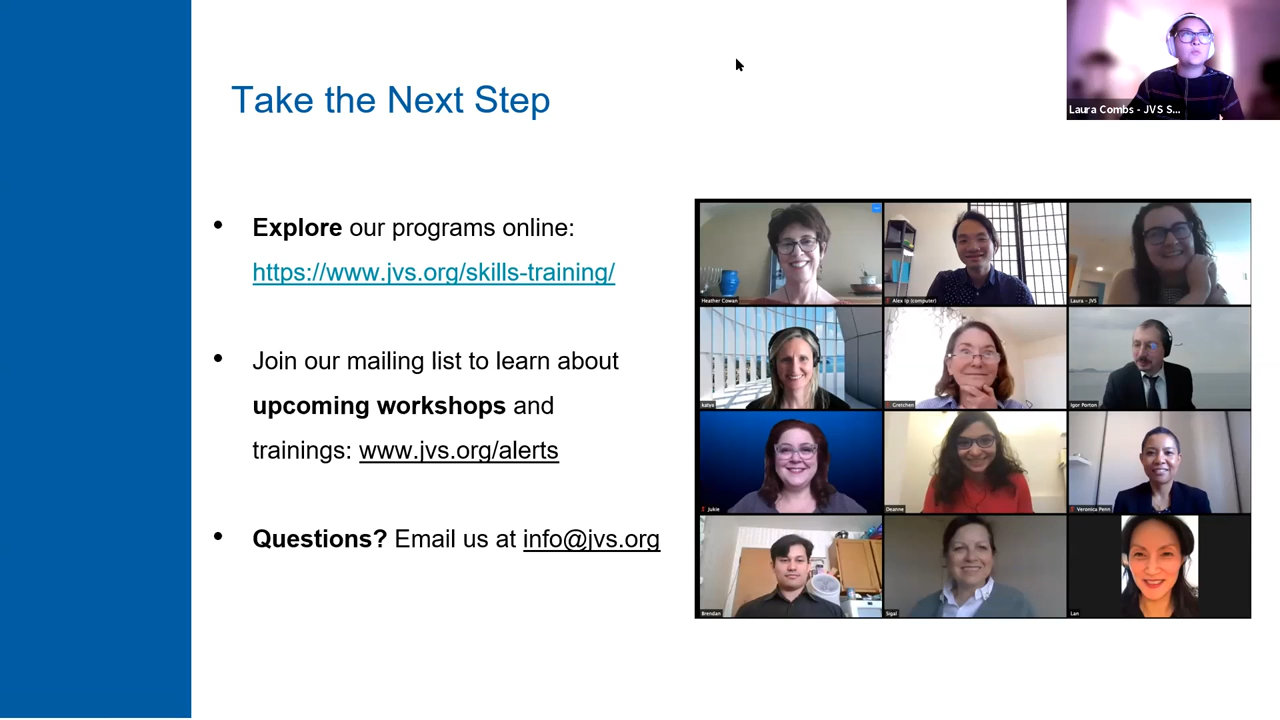 Take the Next Step
Laura Combs - JVS S...
• Explore our programs online:
https://www.jvs.org/skills-training/
• Join our mailing list to learn about
upcoming workshops and
trainings: www.jvs.org/alerts
• Questions? Email us at info@jvs.org
Heather Cowan
Alex Ip (computer)
Laura - JVS
katya
Gretchen
Igor Porton
Jukie
Deanne
Veronica Penn
Brendan
Sigal
Lan